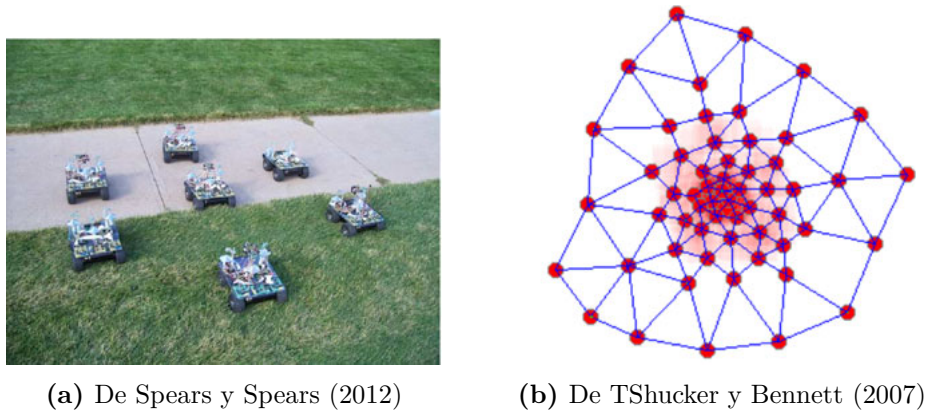 (a) De Spears y Spears (2012)
(b) De TShucker y Bennett (2007)